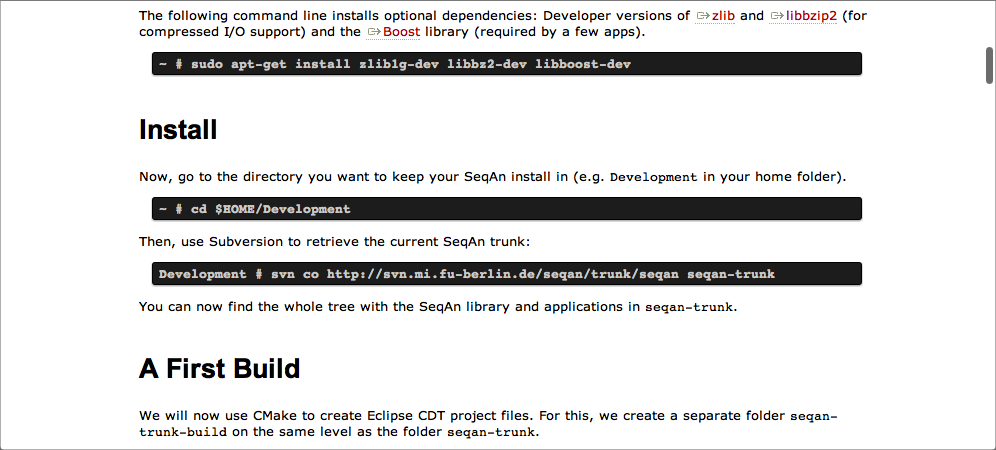 The following command line installs optional dependencies: Developer versions of zlib and libbzip2 (for
compressed I/O support) and the Boost library (required by a few apps).
~ # sudo apt-get install zlib1g-dev libbz2-dev libboost-dev
Install
Now, go to the directory you want to keep your SeqAn install in (e.g. Development in your home folder).
~ # cd $HOME/Development
Then, use Subversion to retrieve the current SeqAn trunk:
Development # svn co http://svn.mi.fu-berlin.de/seqan/trunk/seqan seqan-trunk
You can now find the whole tree with the SeqAn library and applications in seqan-trunk.
A First Build
We will now use CMake to create Eclipse CDT project files. For this, we create a separate folder seqan-
trunk-build on the same level as the folder seqan-trunk.